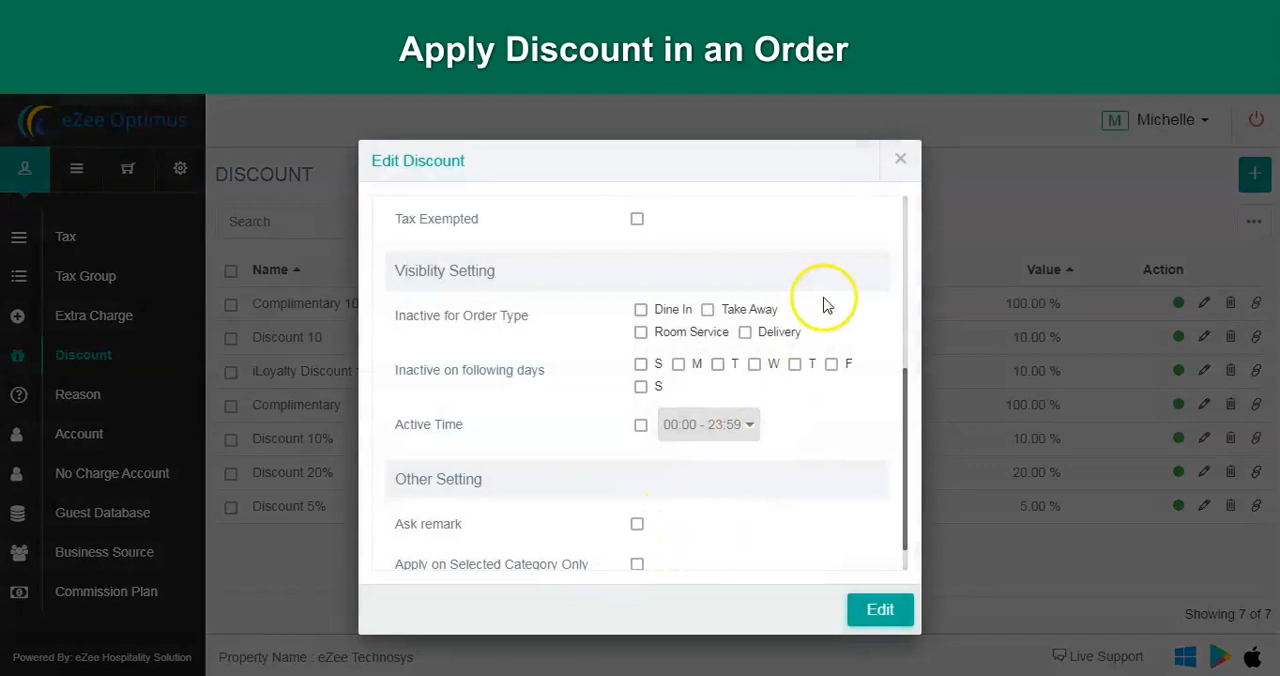 Apply Discount in an Order
eZee Optimus
M Michelle
DISCOUNT
Edit Discount
Search
Tax Exempted
Visiblity Setting
Inactive for Order Type
Dine In Take Away
Room Service Delivery
Inactive on following days
S M T W T F
S
Active Time
00:00 - 23:59
Other Setting
Ask remark
Apply on Selected Category Only
Edit
Name Value Action
Complimentary 10 100.00 %
Discount 10 10.00 %
iLoyalty Discount 1 10.00 %
Complimentary 100.00 %
Discount 10% 10.00 %
Discount 20% 20.00 %
Discount 5% 5.00 %
Tax
Tax Group
Extra Charge
Discount
Reason
Account
No Charge Account
Guest Database
Business Source
Commission Plan
Showing 7 of 7
Powered By: eZee Hospitality Solution
Property Name : eZee Technosys
Live Support